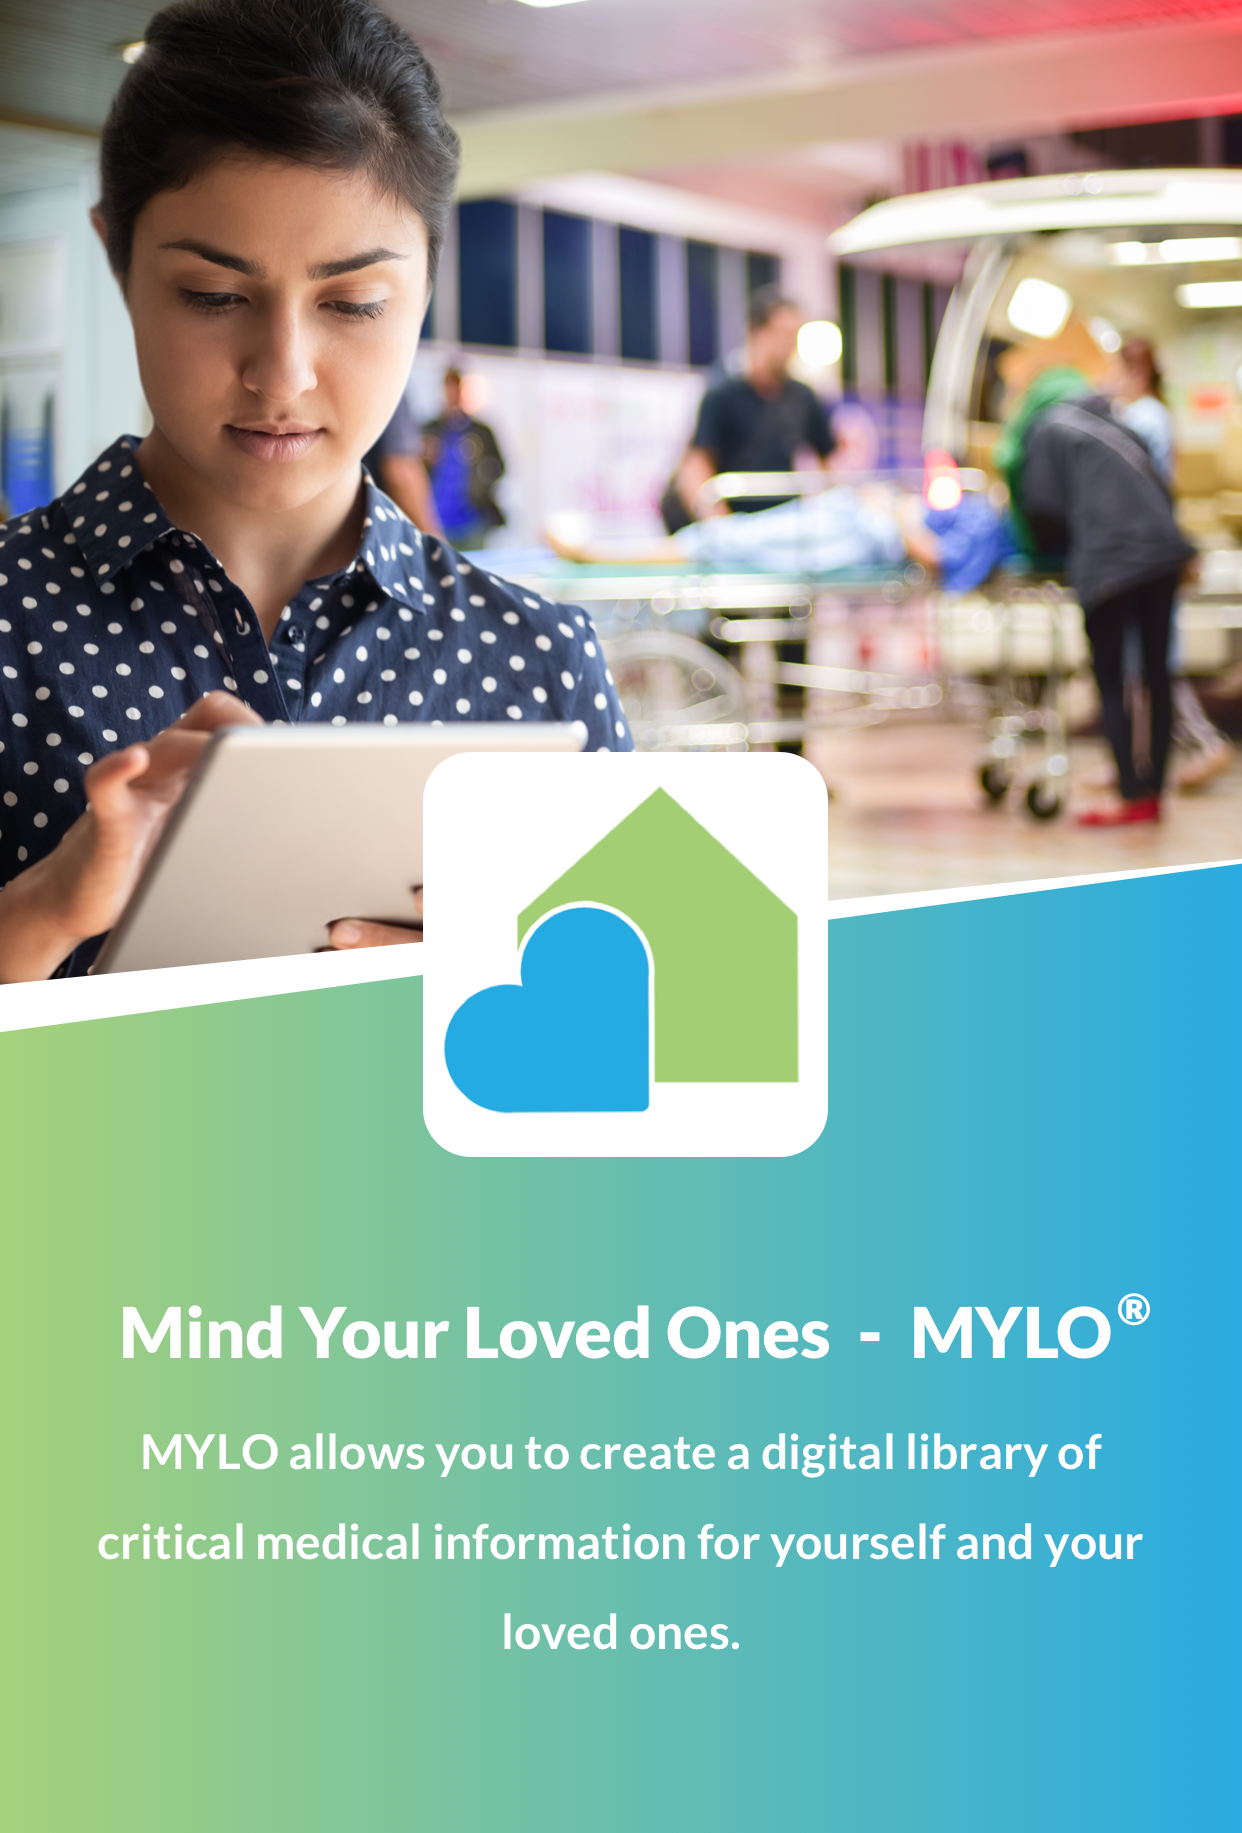 Mind Your Loved Ones - MYLO®
MYLO allows you to create a digital library of
critical medical information for yourself and your
loved ones.